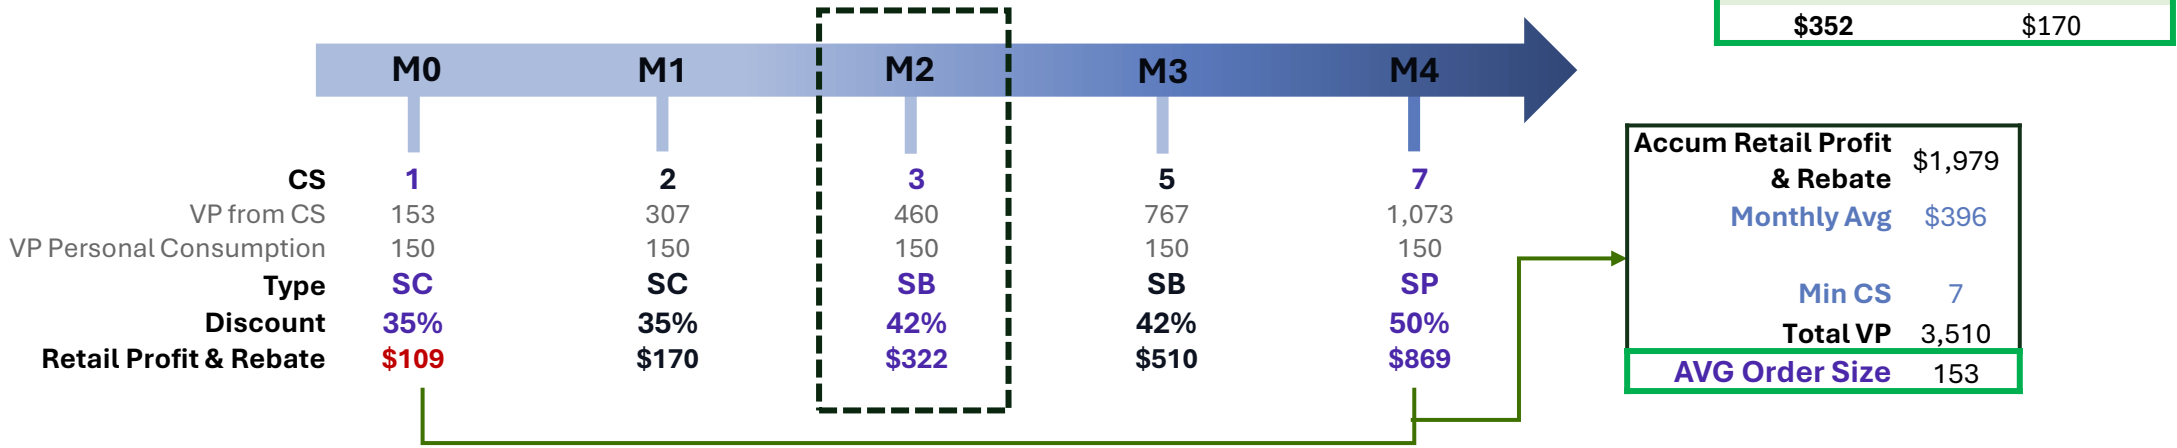 $352 $170
M0 M1 M2 M3 M4
CS 1 2 3 5 7
VP from CS 153 307 460 767 1,073
VP Personal Consumption 150 150 150 150 150
Type SC SC SB SB SP
Discount 35% 35% 42% 42% 50%
Retail Profit & Rebate $109 $170 $322 $510 $869
Accum Retail Profit
& Rebate $1,979
Monthly Avg $396
Min CS 7
Total VP 3,510
AVG Order Size 153